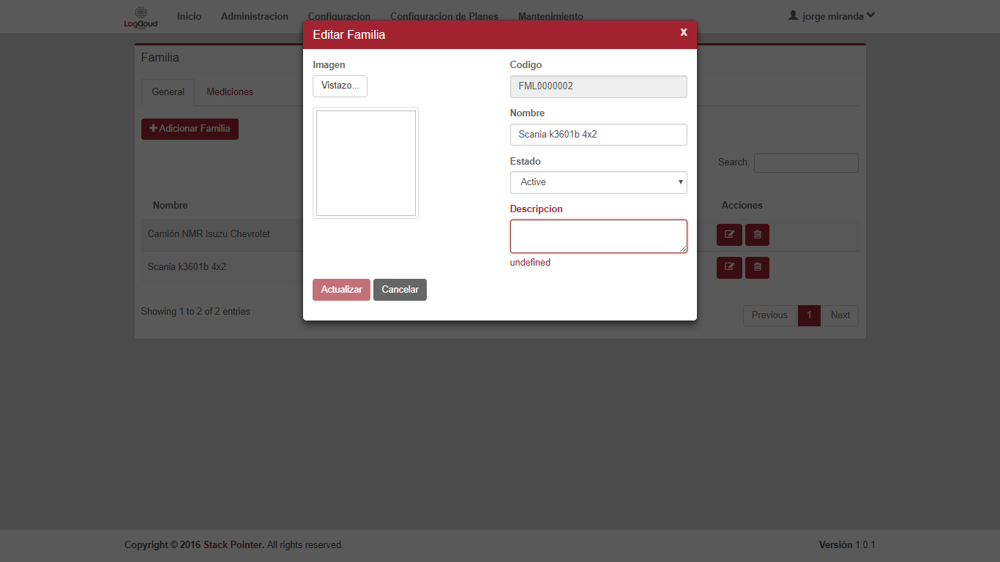 LogCloud
Inicio
Administracion
Configuracion
Configuracion de Planes
Mantenimiento
jorge miranda
Editar Familia
x
Familia
General
Mediciones
+ Adicionar Familia
Imagen
Vistazo...
Codigo
FML0000002
Nombre
Scania k3601b 4x2
Estado
Active
Descripcion
undefined
Actualizar
Cancelar
Search:
Nombre
Acciones
Camión NMR Isuzu Chevrolet
Scania k3601b 4x2
Showing 1 to 2 of 2 entries
Previous
1
Next
Copyright © 2016 Stack Pointer. All rights reserved.
Versión 1.0.1